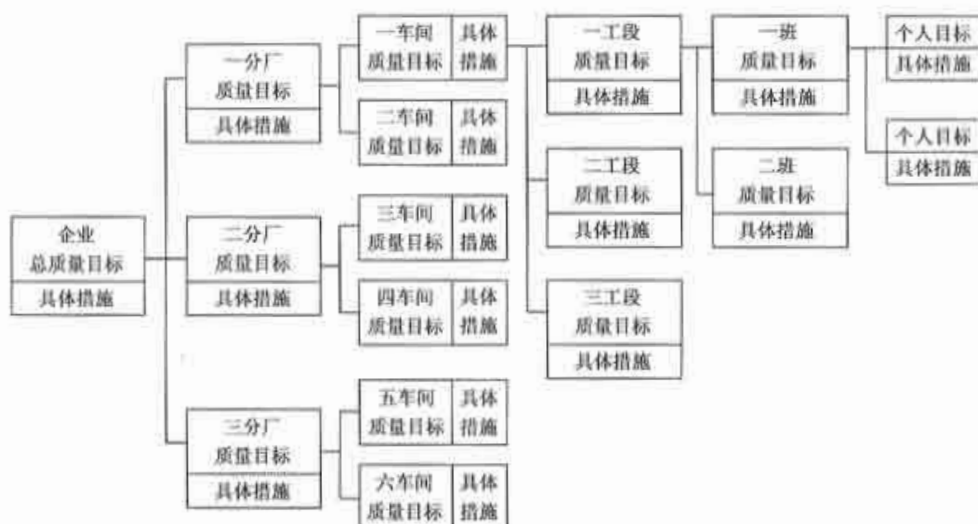 企业
总质量目标
具体措施
一分厂
质量目标
具体措施
二分厂
质量目标
具体措施
三分厂
质量目标
具体措施
一车间
质量目标
具体
措施
二车间
质量目标
具体
措施
三车间
质量目标
具体
措施
四车间
质量目标
具体
措施
五车间
质量目标
具体
措施
六车间
质量目标
具体
措施
一工段
质量目标
具体措施
二工段
质量目标
具体措施
三工段
质量目标
具体措施
一班
质量目标
具体措施
二班
质量目标
具体措施
个人目标
具体措施
个人目标
具体措施